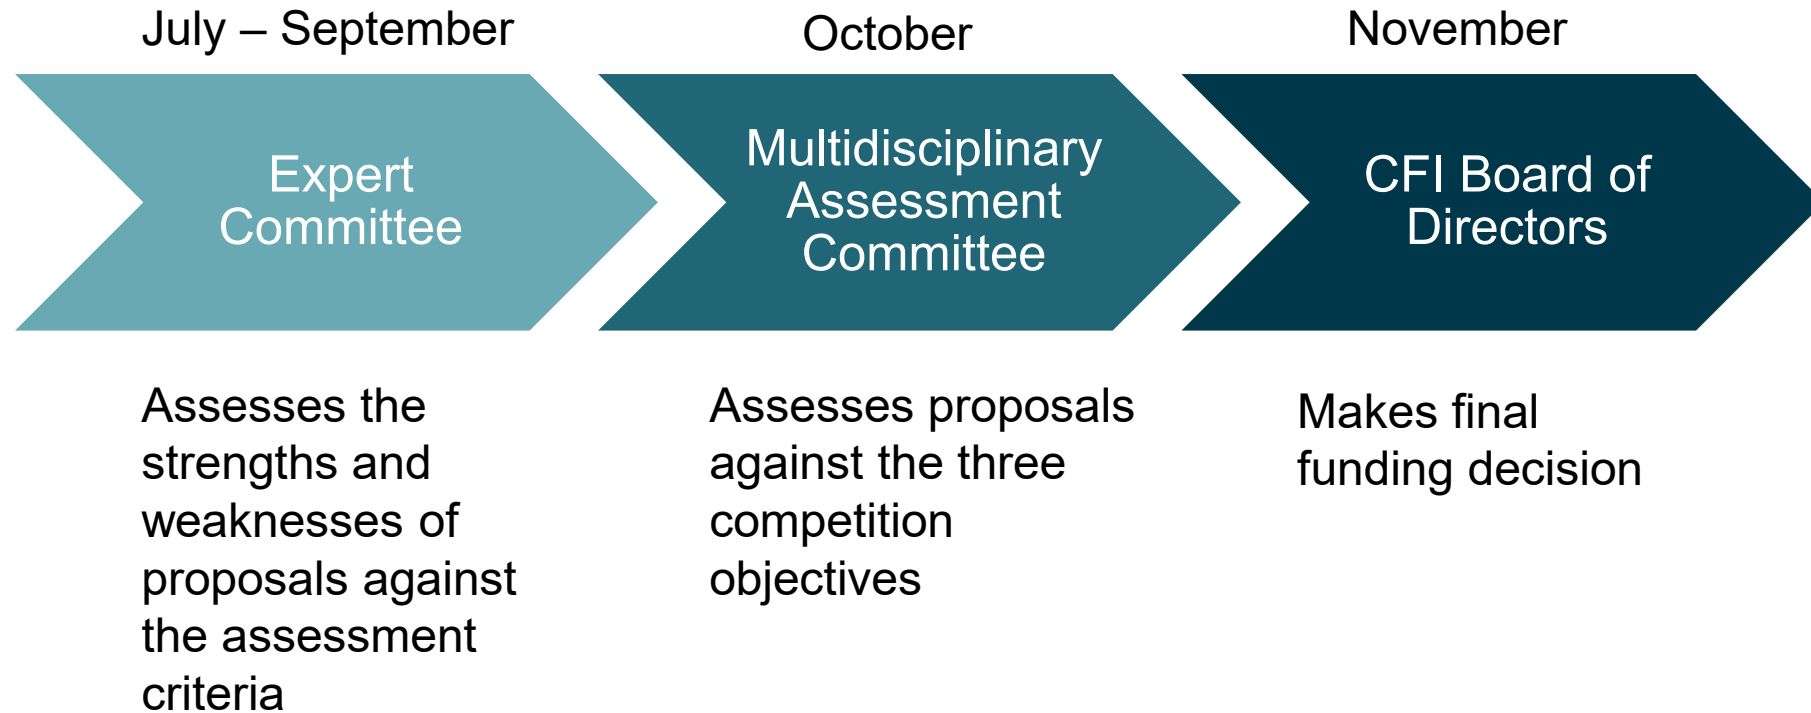 July – September
Expert
Committee
Assesses the
strengths and
weaknesses of
proposals against
the assessment
criteria
October
Multidisciplinary
Assessment
Committee
Assesses proposals
against the three
competition
objectives
November
CFI Board of
Directors
Makes final
funding decision